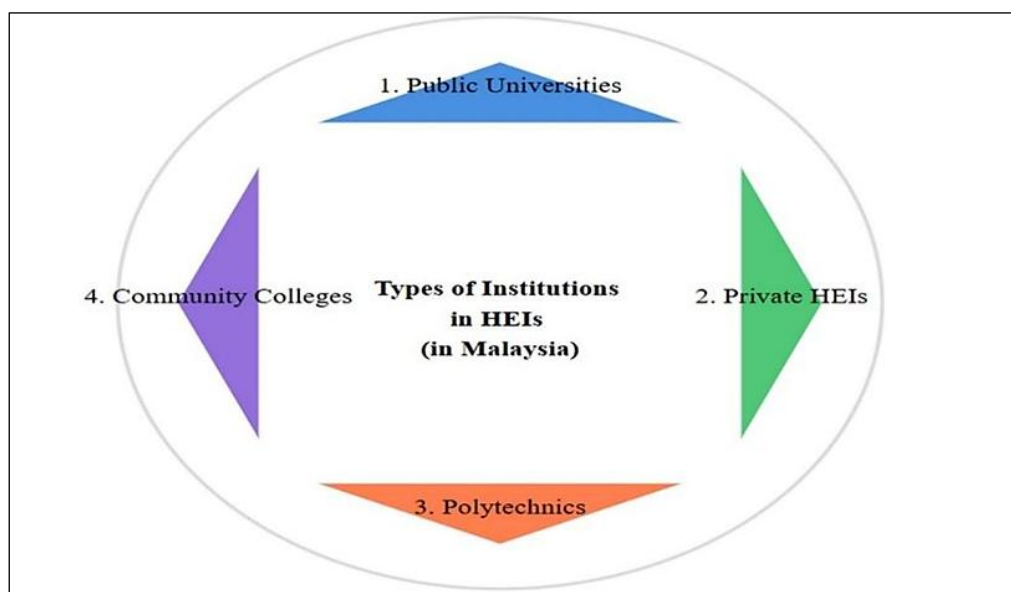 1. Public Universities
4. Community Colleges
Types of Institutions
in HEIs
(in Malaysia)
2. Private HEIs
3. Polytechnics